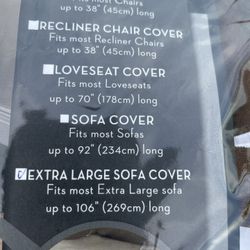 Fits most Chairs
up to 38" (45cm) long
RECLINER CHAIR COVER
Fits most Recliner Chairs
up to 38" (45cm) long
LOVESEAT COVER
Fits most Loveseats
up to 70" (178cm) long
SOFA COVER
Fits most Sofas
up to 92" (234cm) long
EXTRA LARGE SOFA COVER
Fits most Extra Large sofa
up to 106" (269cm) long